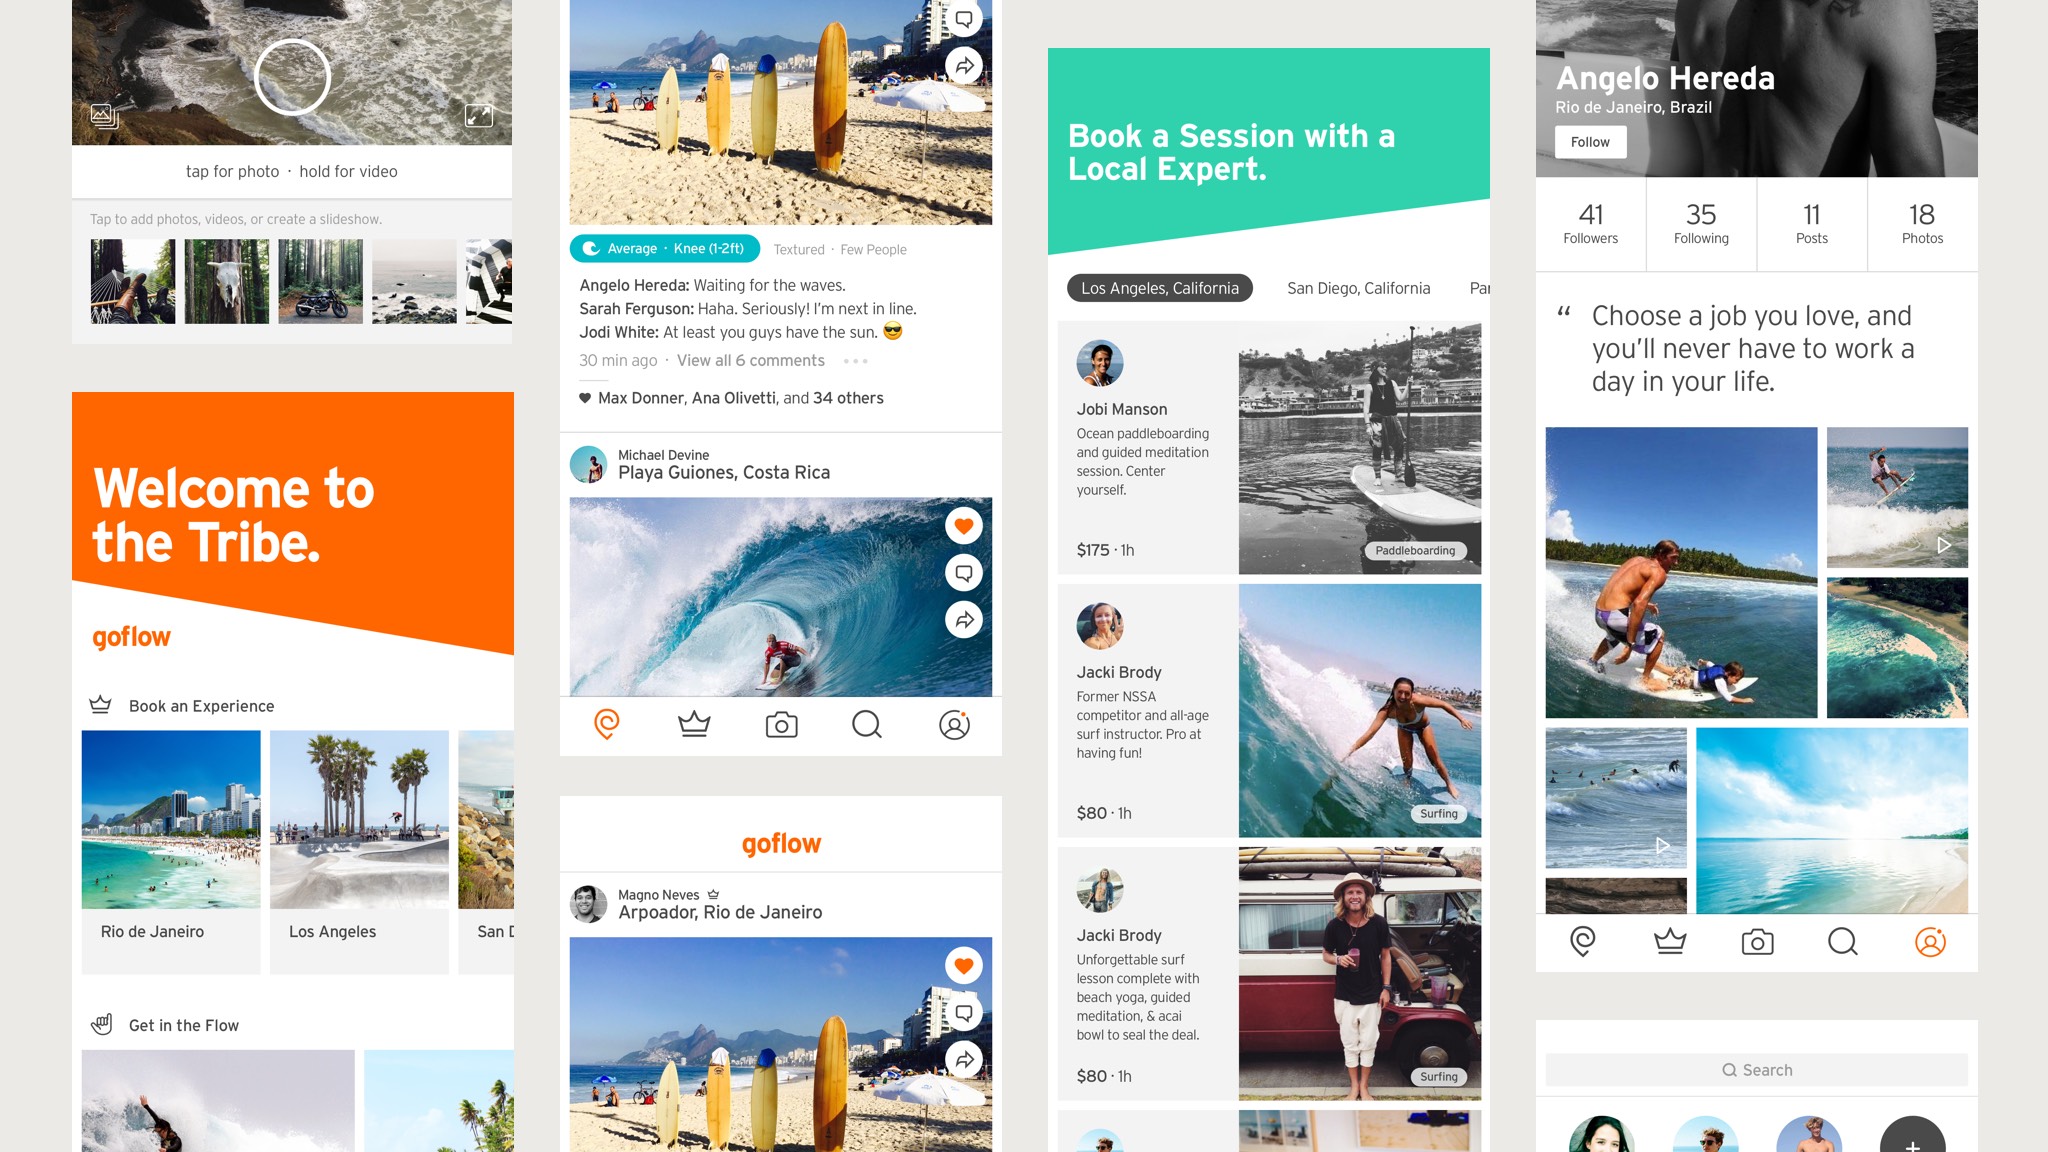 tap for photo · hold for video
Tap to add photos, videos, or create a slideshow.
Welcome to
the Tribe.
goflow
Book an Experience
Rio de Janeiro
Los Angeles
San D
Get in the Flow
Average · Knee (1-2ft)
Textured · Few People
Angelo Hereda: Waiting for the waves.
Sarah Ferguson: Haha. Seriously! I'm next in line.
Jodi White: At least you guys have the sun. 😎
30 min ago · View all 6 comments
Max Donner, Ana Olivetti, and 34 others
Michael Devine
Playa Guiones, Costa Rica
goflow
Magno Neves
Arpoador, Rio de Janeiro
Book a Session with a
Local Expert.
Los Angeles, California
San Diego, California
Par
Jobi Manson
Ocean paddleboarding
and guided meditation
session. Center
yourself.
$175 · 1h
Paddleboarding
Jacki Brody
Former NSSA
competitor and all-age
surf instructor. Pro at
having fun!
$80 · 1h
Surfing
Jacki Brody
Unforgettable surf
lesson complete with
beach yoga, guided
meditation, & acai
bowl to seal the deal.
$80 · 1h
Surfing
Angelo Hereda
Rio de Janeiro, Brazil
Follow
41
Followers
35
Following
11
Posts
18
Photos
“ Choose a job you love, and
you'll never have to work a
day in your life.
Search